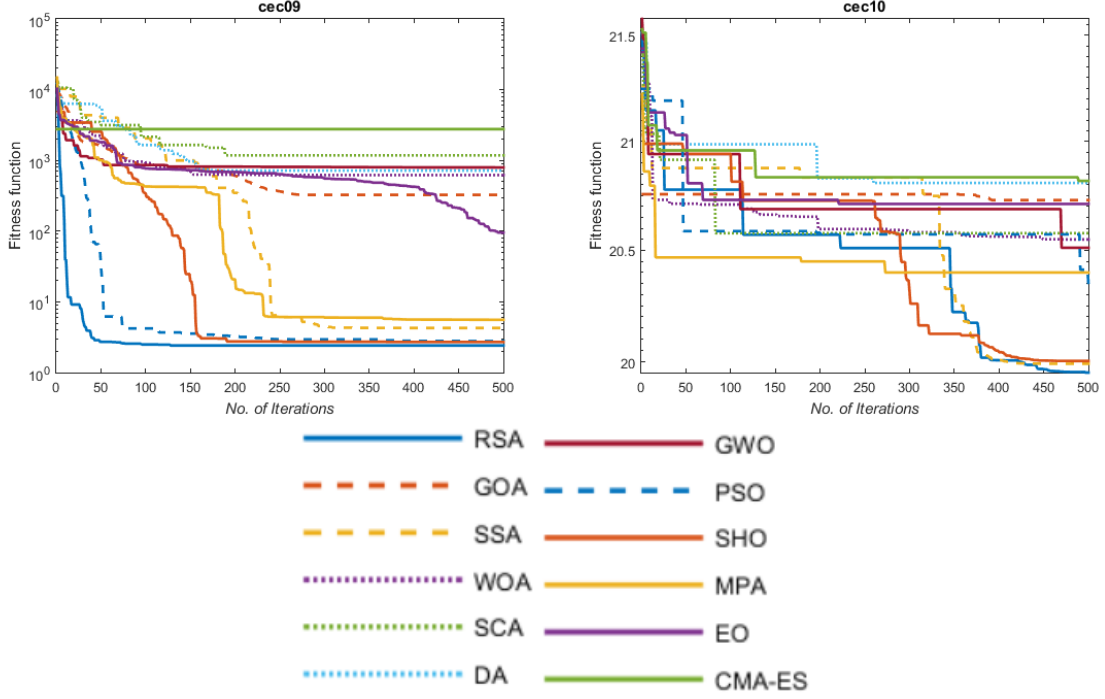 cec09
10^5
10^4
10^3
10^2
10^1
10^0
Fitness function
0 50 100 150 200 250 300 350 400 450 500
No. of Iterations
cec10
21.5
21
20.5
20
Fitness function
0 50 100 150 200 250 300 350 400 450 500
No. of Iterations
RSA
GOA
SSA
WOA
SCA
DA
GWO
PSO
SHO
MPA
EO
CMA-ES